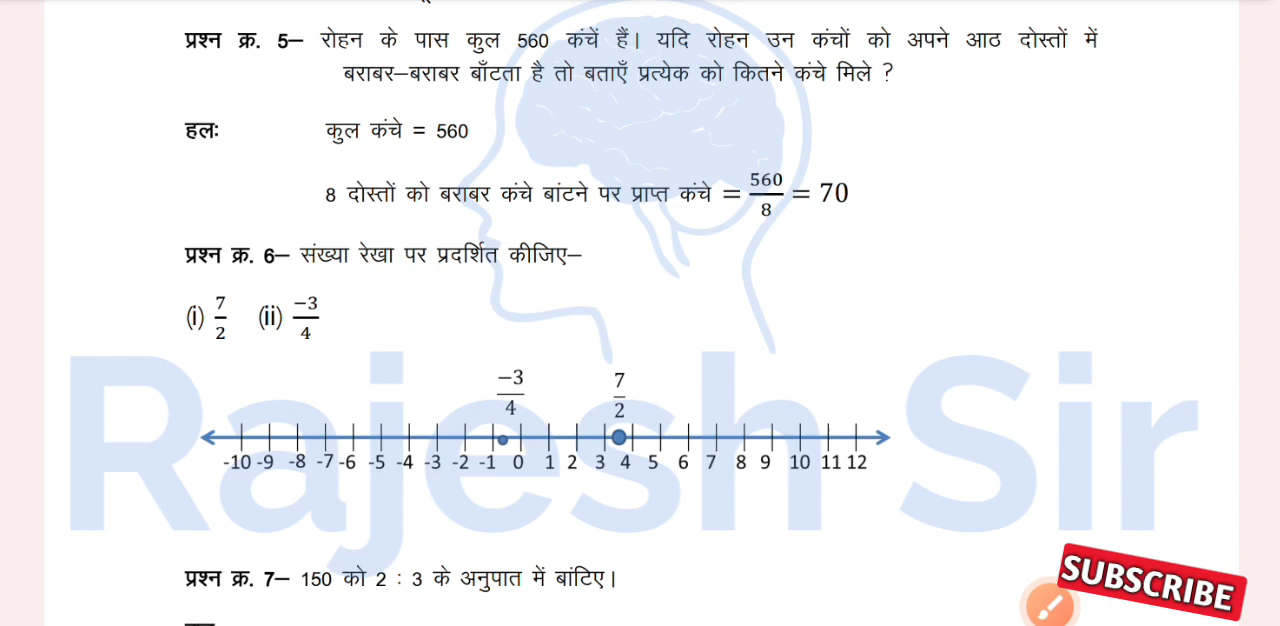 प्रश्न क्र. 5– रोहन के पास कुल 560 कंचें हैं। यदि रोहन उन कंचों को अपने आठ दोस्तों में
बराबर–बराबर बाँटता है तो बताएँ प्रत्येक को कितने कंचे मिले ?
हलः कुल कंचे = 560
8 दोस्तों को बराबर कंचे बांटने पर प्राप्त कंचे = 560/8 = 70
प्रश्न क्र. 6– संख्या रेखा पर प्रदर्शित कीजिए–
(i) 7/2 (ii) −3/4
−3/4 7/2
-10 -9 -8 -7 -6 -5 -4 -3 -2 -1 0 1 2 3 4 5 6 7 8 9 10 11 12
Rajesh Sir
प्रश्न क्र. 7– 150 को 2 : 3 के अनुपात में बांटिए।
SUBSCRIBE